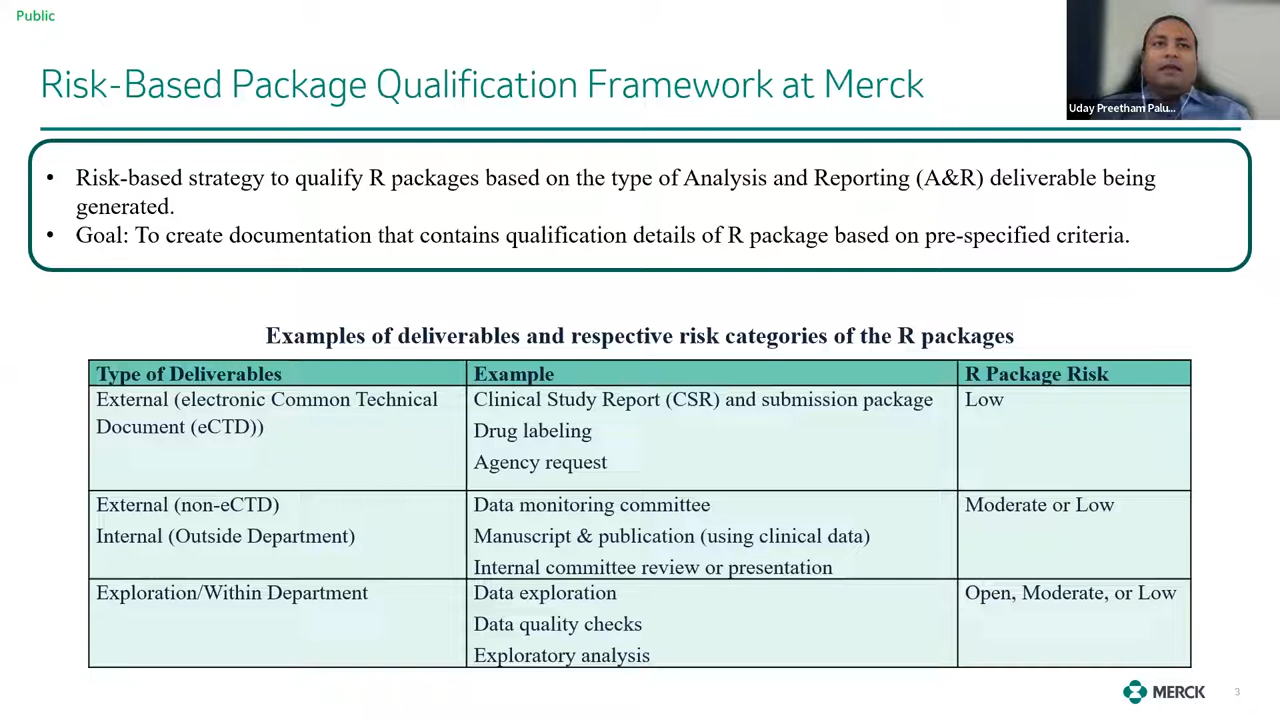 Public
Risk-Based Package Qualification Framework at Merck
Uday Preetham Palu...
• Risk-based strategy to qualify R packages based on the type of Analysis and Reporting (A&R) deliverable being
generated.
• Goal: To create documentation that contains qualification details of R package based on pre-specified criteria.
Examples of deliverables and respective risk categories of the R packages
Type of Deliverables Example R Package Risk
External (electronic Common Technical Clinical Study Report (CSR) and submission package Low
Document (eCTD)) Drug labeling
Agency request
External (non-eCTD) Data monitoring committee Moderate or Low
Internal (Outside Department) Manuscript & publication (using clinical data)
Internal committee review or presentation
Exploration/Within Department Data exploration Open, Moderate, or Low
Data quality checks
Exploratory analysis
MERCK 3